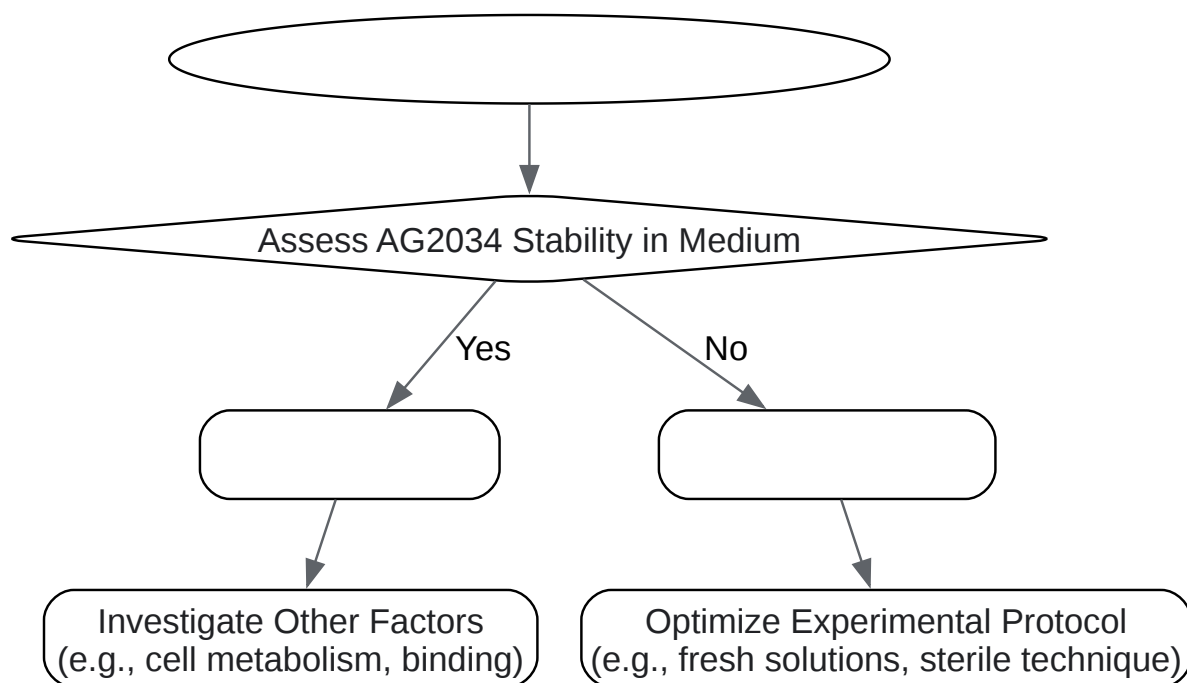 Assess AG2034 Stability in Medium
Yes
No
Investigate Other Factors
(e.g., cell metabolism, binding)
Optimize Experimental Protocol
(e.g., fresh solutions, sterile technique)